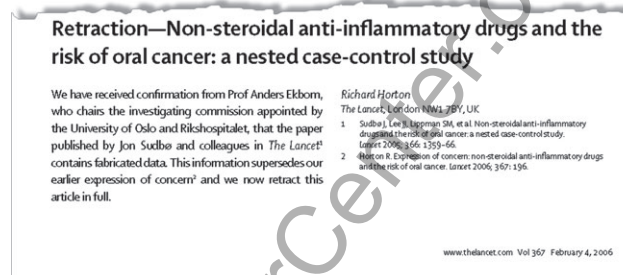 Retraction—Non-steroidal anti-inflammatory drugs and the
risk of oral cancer: a nested case-control study
We have received confirmation from Prof Anders Ekbom,
who chairs the investigating commission appointed by
the University of Oslo and Rikshospitalet, that the paper
published by Jon Sudbø and colleagues in The Lancet¹
contains fabricated data. This information supersedes our
earlier expression of concern² and we now retract this
article in full.
Richard Horton
The Lancet, London NW1 7BY, UK
1 Sudbø J, Lee JJ, Lippman SM, et al. Non-steroidal anti-inflammatory
drugs and the risk of oral cancer: a nested case-control study.
Lancet 2005; 366: 1359–66.
2 Horton R. Expression of concern: non-steroidal anti-inflammatory drugs
and the risk of oral cancer. Lancet 2006; 367: 196.
www.thelancet.com Vol 367 February 4, 2006
rCenter.o